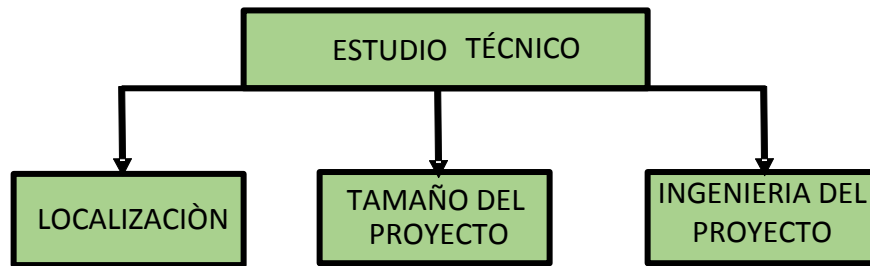 ESTUDIO TÉCNICO
LOCALIZACIÒN
TAMAÑO DEL
PROYECTO
INGENIERIA DEL
PROYECTO